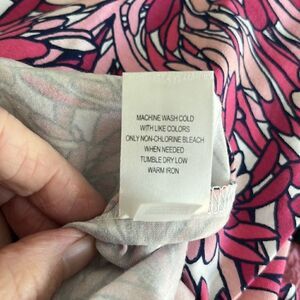 MACHINE WASH COLD
WITH LIKE COLORS
ONLY NON-CHLORINE BLEACH
WHEN NEEDED
TUMBLE DRY LOW
WARM IRON